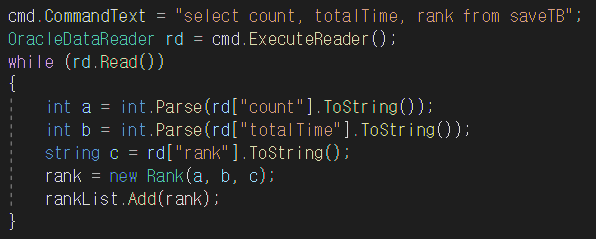 cmd.CommandText = "select count, totalTime, rank from saveTB";
OracleDataReader rd = cmd.ExecuteReader();
while (rd.Read())
{
    int a = int.Parse(rd["count"].ToString());
    int b = int.Parse(rd["totalTime"].ToString());
    string c = rd["rank"].ToString();
    rank = new Rank(a, b, c);
    rankList.Add(rank);
}